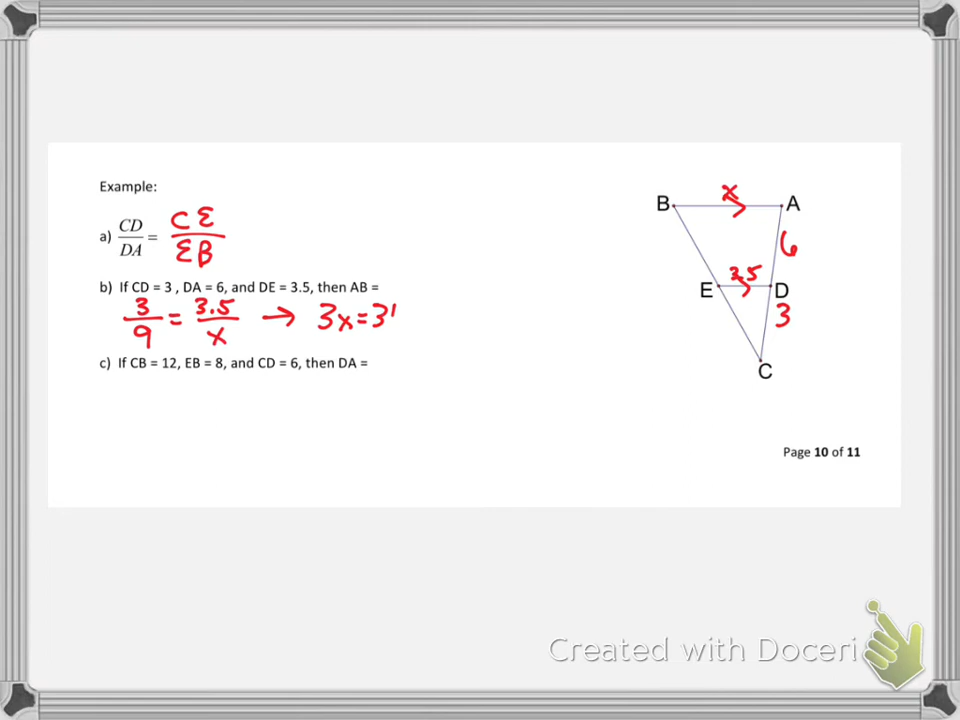 Example:
a) CD/DA = CE/EB
b) If CD = 3 , DA = 6, and DE = 3.5, then AB =
3/9 = 3.5/x → 3x=3'
c) If CB = 12, EB = 8, and CD = 6, then DA =
x
B A
6
3.5
E D
3
C
Page 10 of 11
Created with Doceri